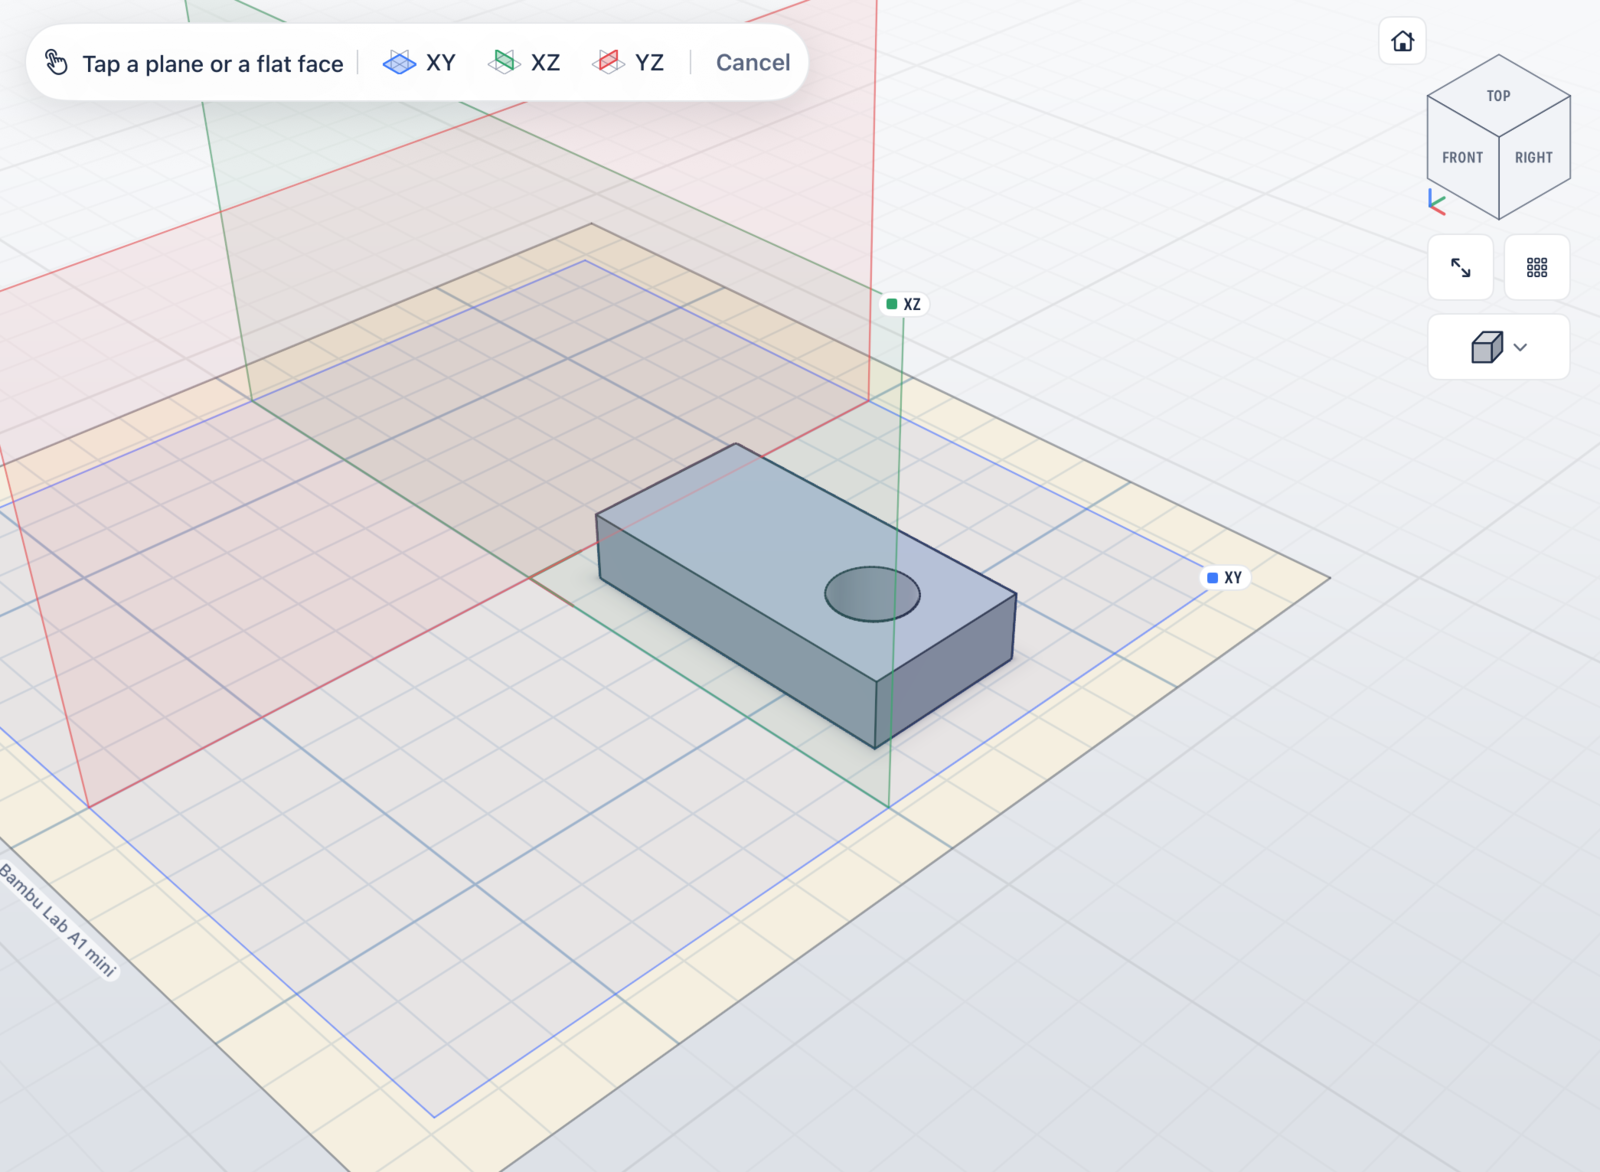 Tap a plane or a flat face
XY
XZ
YZ
Cancel
TOP
FRONT
RIGHT
XZ
XY
Bambu Lab A1 mini